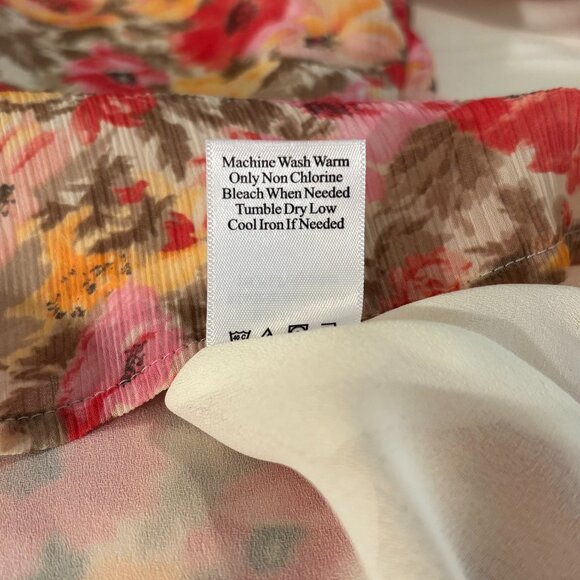 Machine Wash Warm
Only Non Chlorine
Bleach When Needed
Tumble Dry Low
Cool Iron If Needed